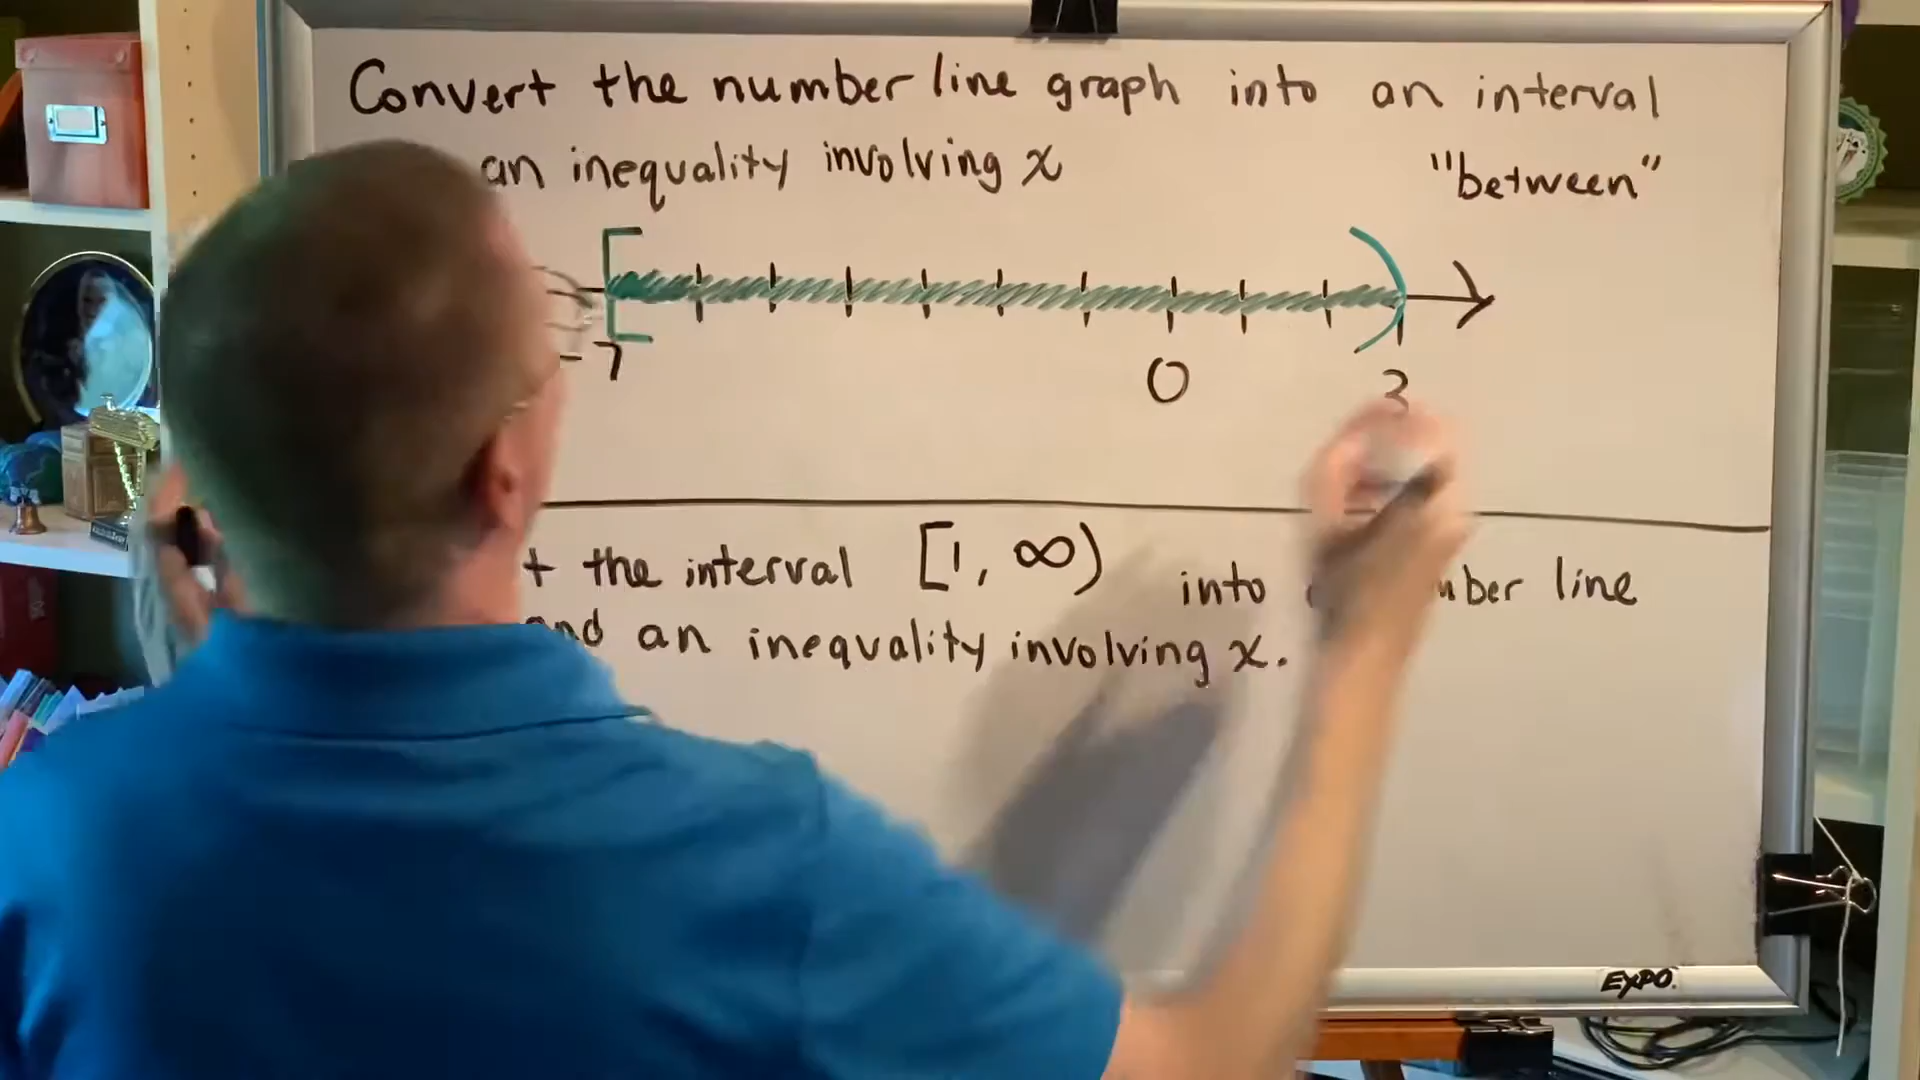 Convert the number line graph into an interval
an inequality involving x
"between"
-7
0
3
the interval [1, ∞) into
line
and an inequality involving x.
EXPO